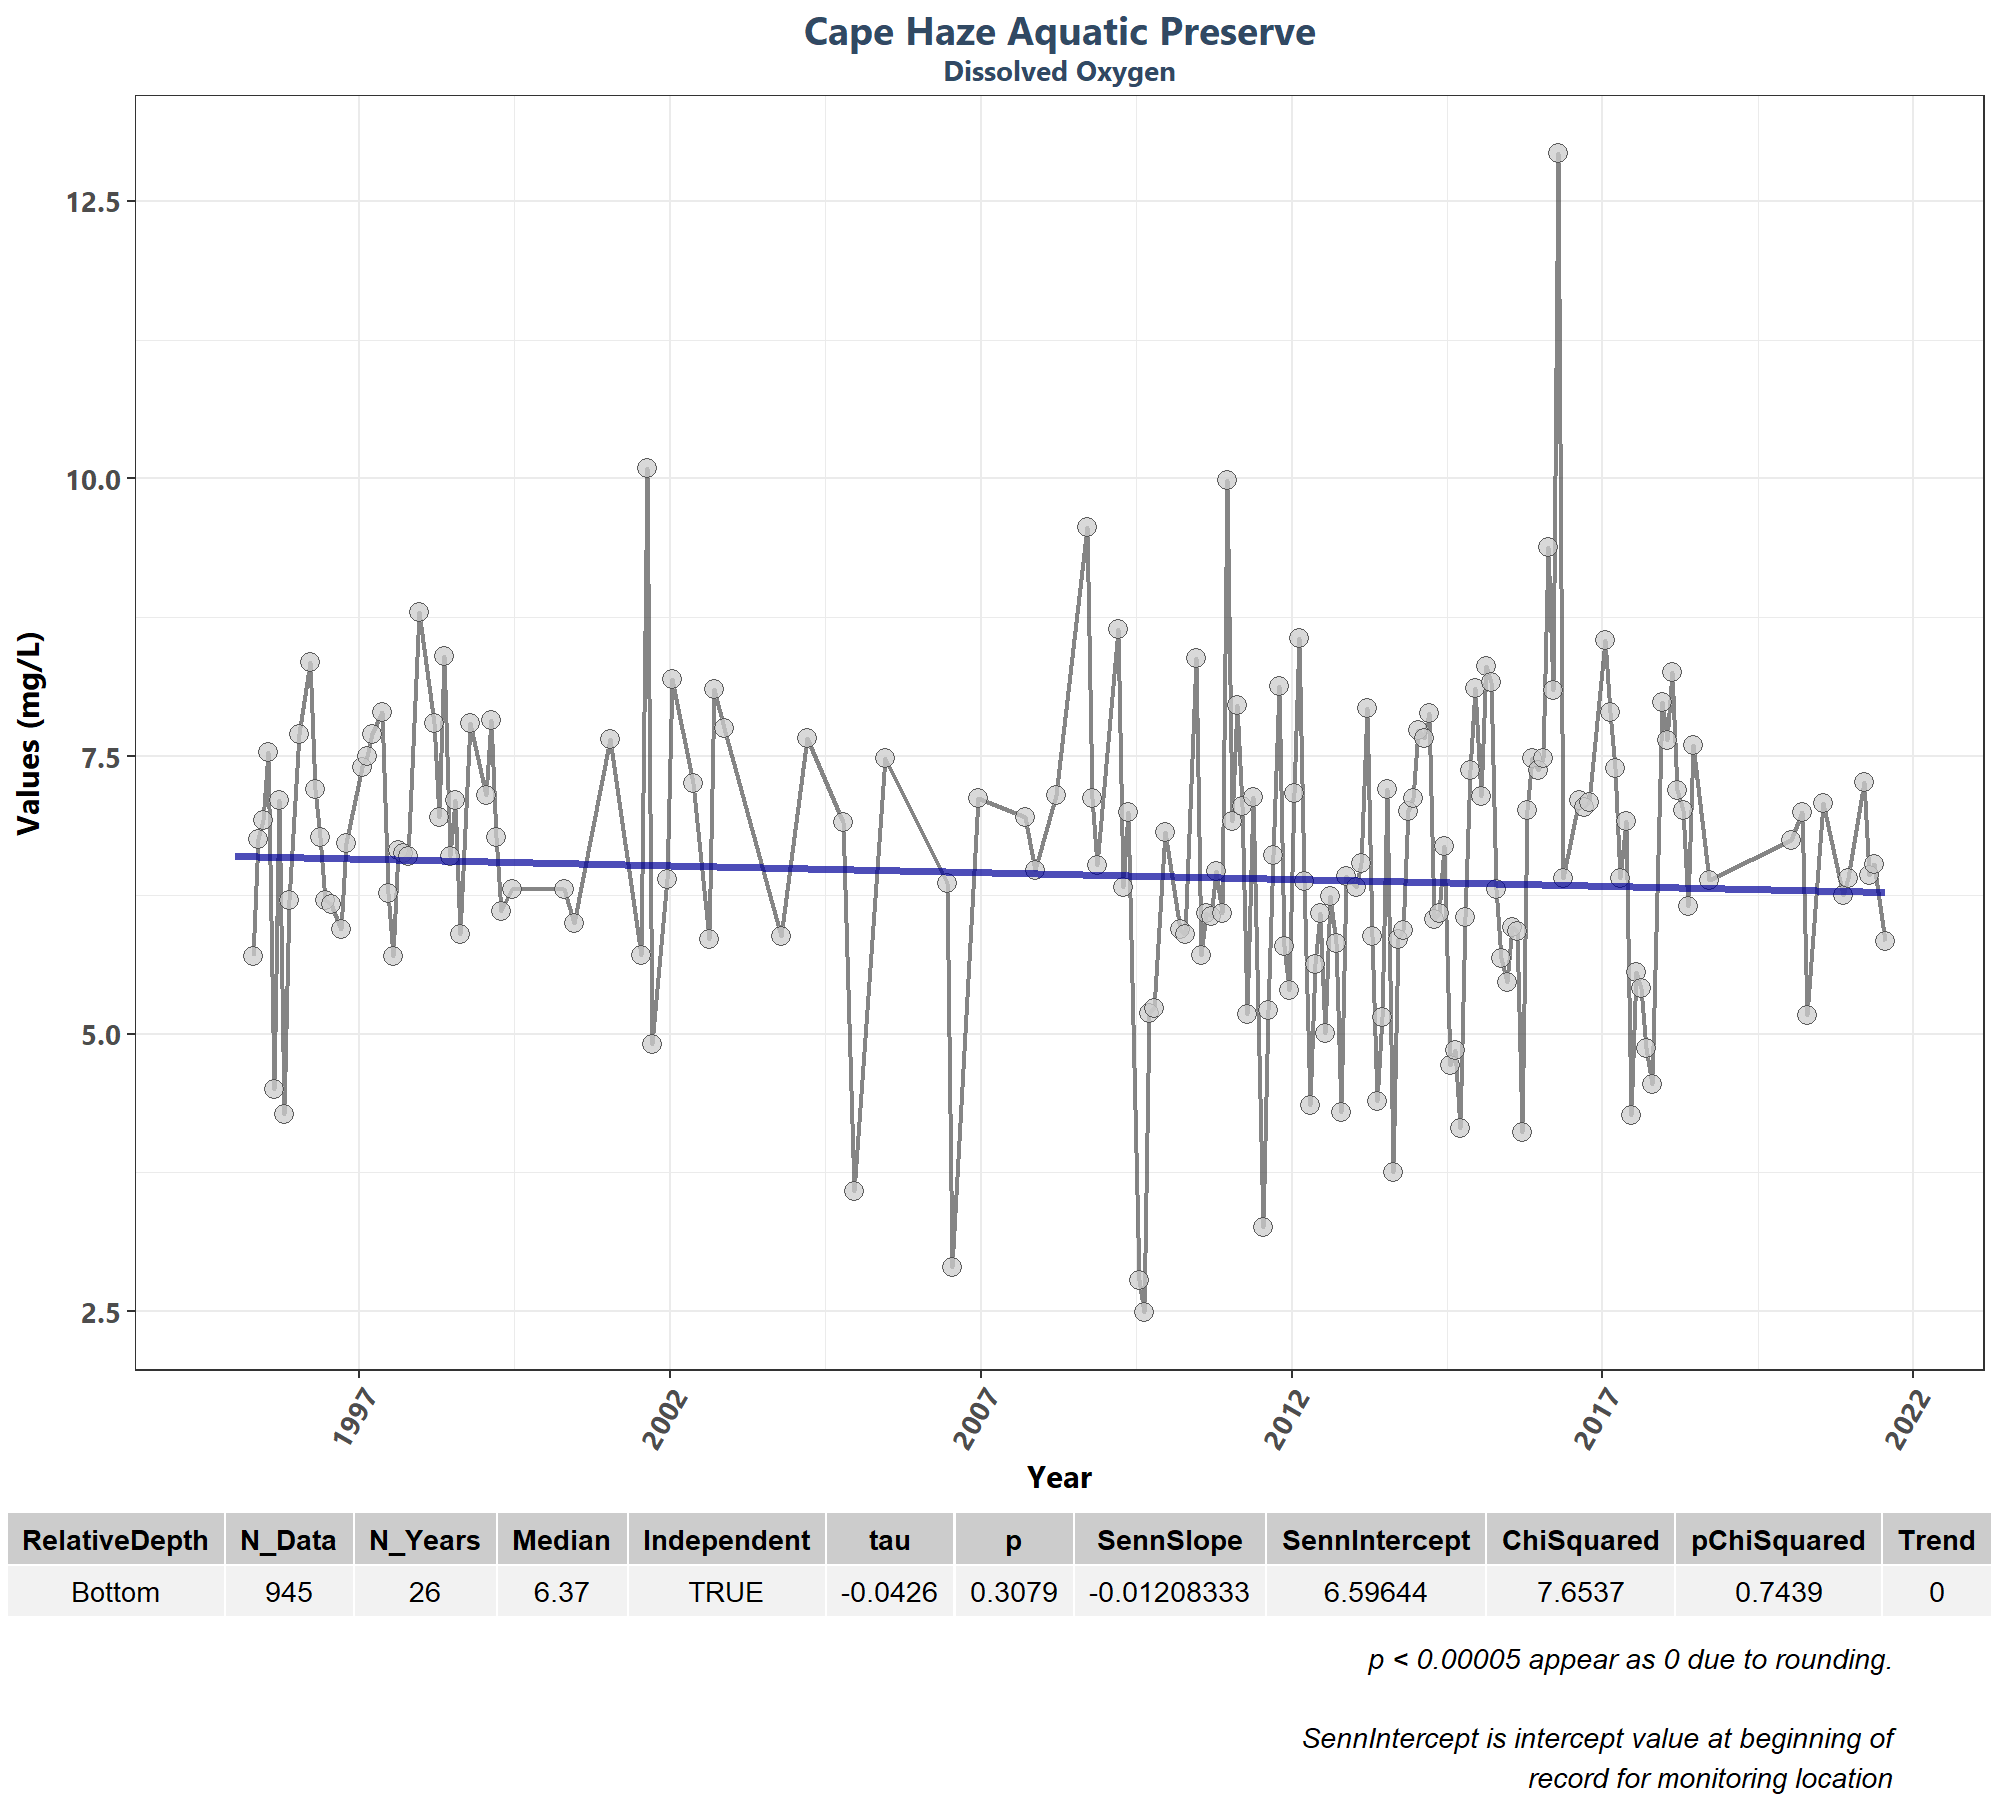 Cape Haze Aquatic Preserve
Dissolved Oxygen
Values (mg/L)
12.5
10.0
7.5
5.0
2.5
1997 2002 2007 2012 2017 2022
Year
RelativeDepth N_Data N_Years Median Independent tau p SennSlope SennIntercept ChiSquared pChiSquared Trend
Bottom 945 26 6.37 TRUE -0.0426 0.3079 -0.01208333 6.59644 7.6537 0.7439 0
p < 0.00005 appear as 0 due to rounding.
SennIntercept is intercept value at beginning of
record for monitoring location